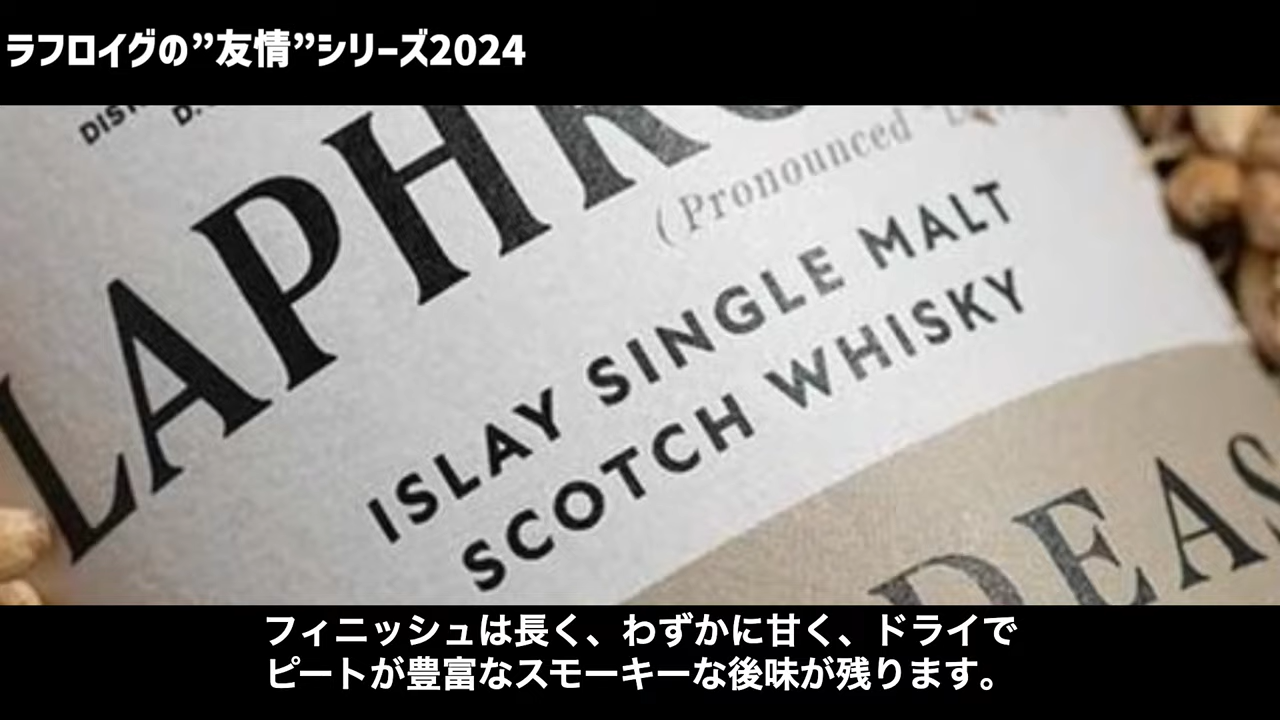 ラフロイグの”友情”シリーズ2024
LAPHRO
(Pronounced
ISLAY SINGLE MALT
SCOTCH WHISKY
DEAS
フィニッシュは長く、わずかに甘く、ドライで
ピートが豊富なスモーキーな後味が残ります。